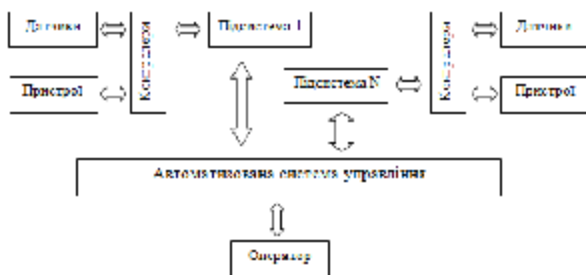 Датчики
Контролери
Підсистема 1
Контролери
Датчики
Пристрої
Підсистема N
Пристрої
Автоматизована система управління
Оператор